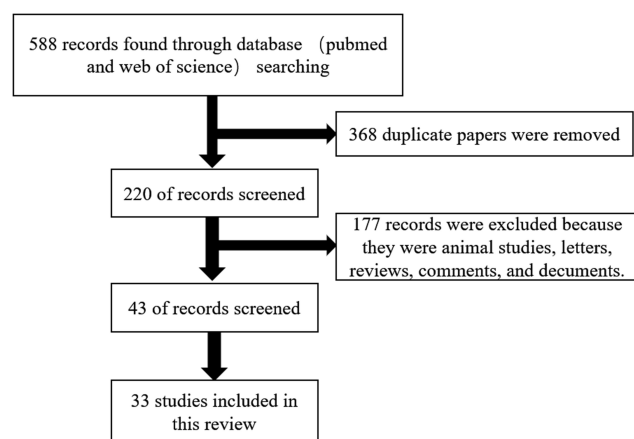 588 records found through database （pubmed
and web of science） searching
368 duplicate papers were removed
220 of records screened
177 records were excluded because
they were animal studies, letters,
reviews, comments, and decuments.
43 of records screened
33 studies included in
this review